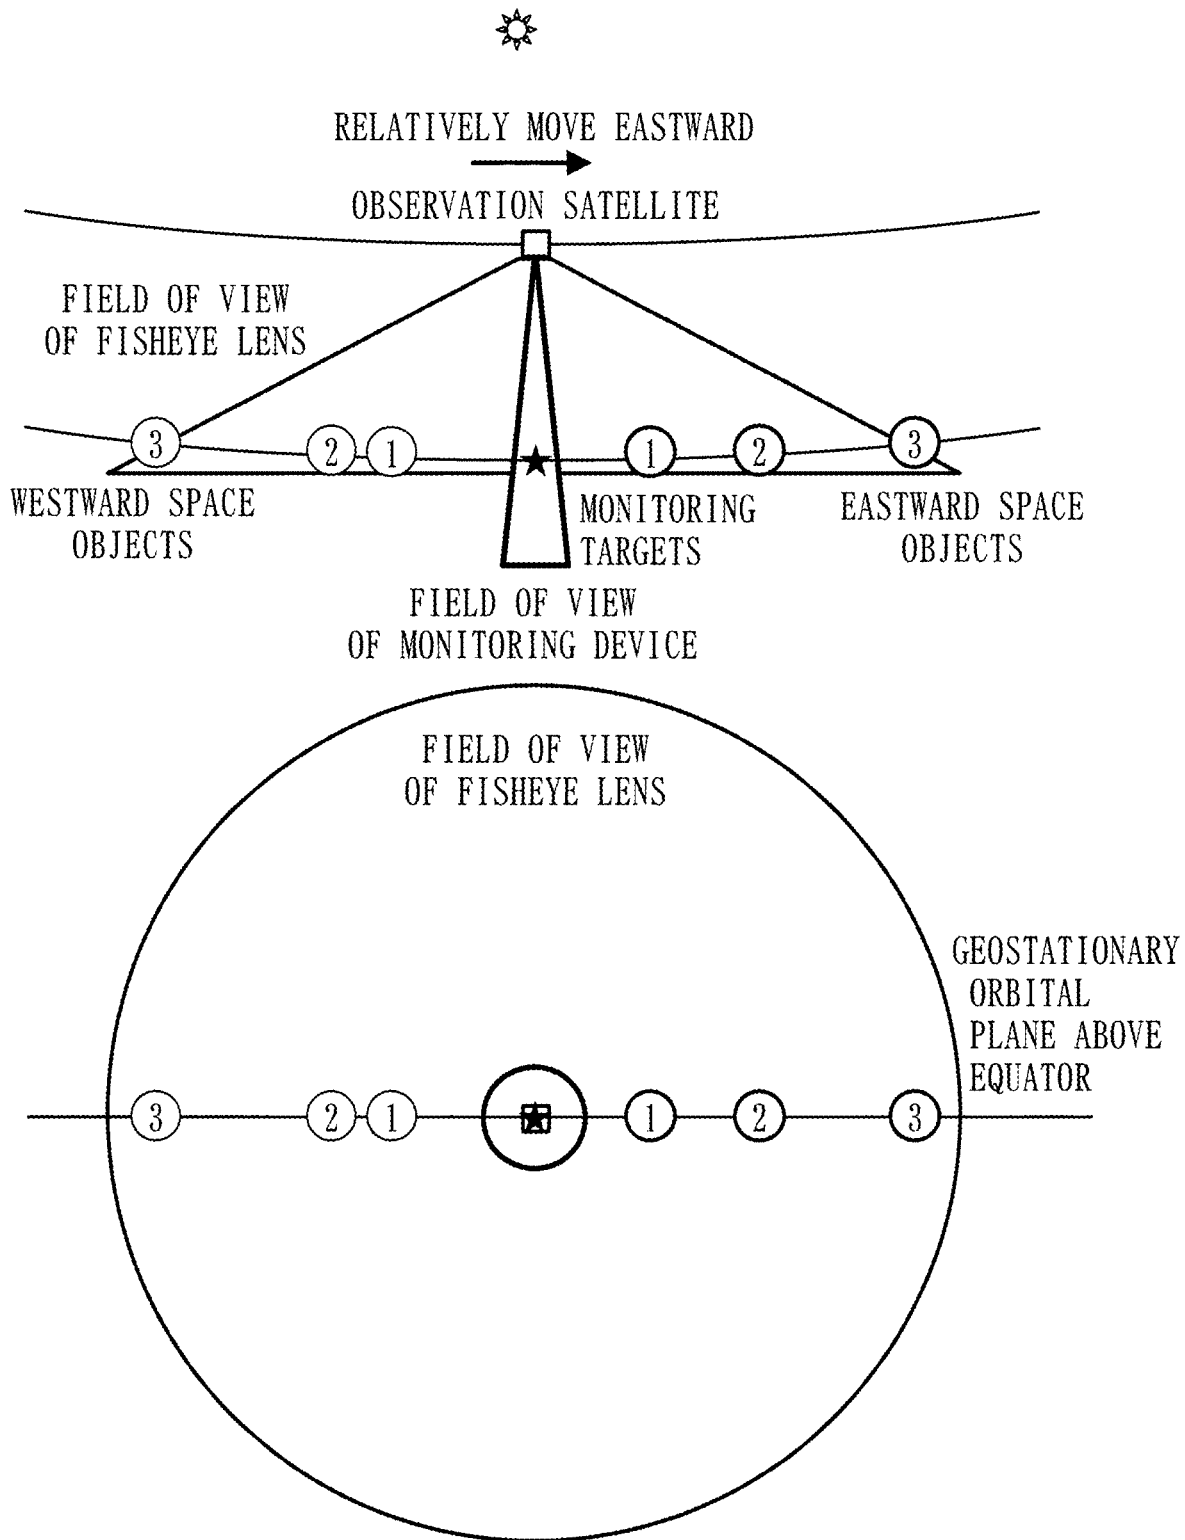 RELATIVELY MOVE EASTWARD
OBSERVATION SATELLITE
FIELD OF VIEW
OF FISHEYE LENS
3 2 1 1 2 3
WESTWARD SPACE
OBJECTS
MONITORING
TARGETS
EASTWARD SPACE
OBJECTS
FIELD OF VIEW
OF MONITORING DEVICE
FIELD OF VIEW
OF FISHEYE LENS
GEOSTATIONARY
ORBITAL
PLANE ABOVE
EQUATOR
3 2 1 1 2 3